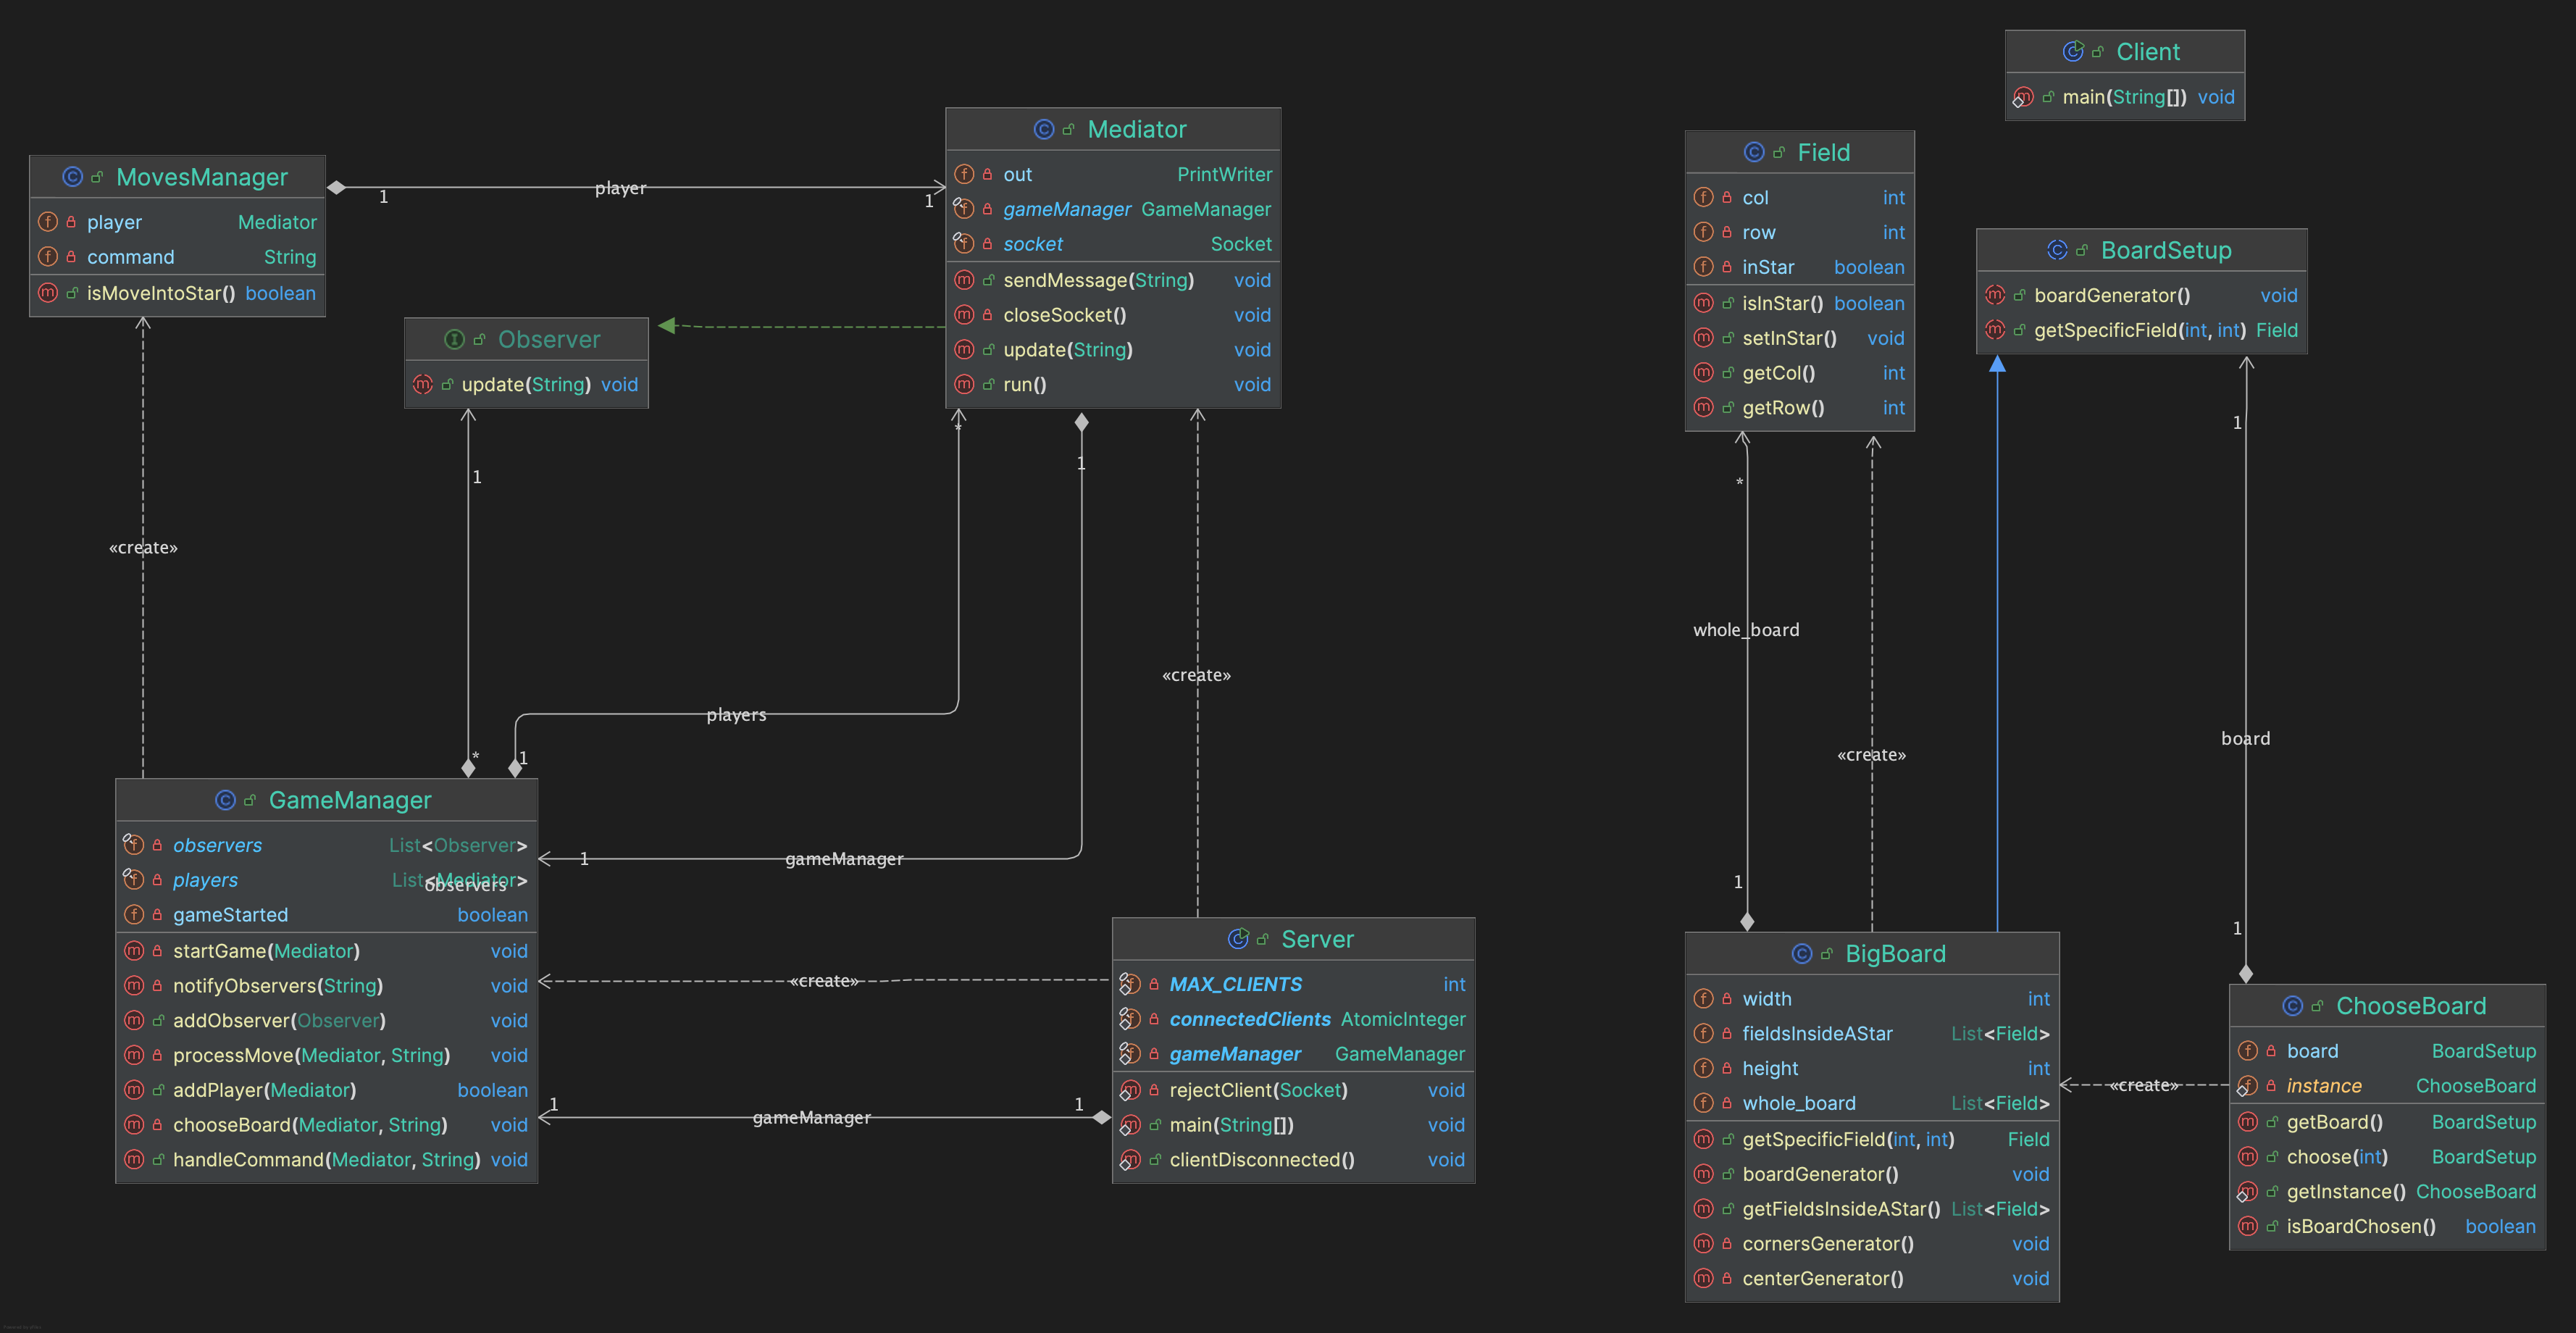 Client
main(String[]) void
Mediator
out PrintWriter
gameManager GameManager
socket Socket
sendMessage(String) void
closeSocket() void
update(String) void
run() void
Field
col int
row int
inStar boolean
isInStar() boolean
setInStar() void
getCol() int
getRow() int
MovesManager
player Mediator
command String
isMoveIntoStar() boolean
1
player
1
BoardSetup
boardGenerator() void
getSpecificField(int, int) Field
Observer
update(String) void
1
*
1
*
1
«create»
whole_board
«create»
players
board
«create»
*
1
GameManager
observers List<Observer>
players List<Mediator>
observers
gameStarted boolean
startGame(Mediator) void
notifyObservers(String) void
addObserver(Observer) void
processMove(Mediator, String) void
addPlayer(Mediator) boolean
chooseBoard(Mediator, String) void
handleCommand(Mediator, String) void
1
gameManager
«create»
1
gameManager
1
Server
MAX_CLIENTS int
connectedClients AtomicInteger
gameManager GameManager
rejectClient(Socket) void
main(String[]) void
clientDisconnected() void
1
1
BigBoard
width int
fieldsInsideAStar List<Field>
height int
whole_board List<Field>
getSpecificField(int, int) Field
boardGenerator() void
getFieldsInsideAStar() List<Field>
cornersGenerator() void
centerGenerator() void
«create»
ChooseBoard
board BoardSetup
instance ChooseBoard
getBoard() BoardSetup
choose(int) BoardSetup
getInstance() ChooseBoard
isBoardChosen() boolean